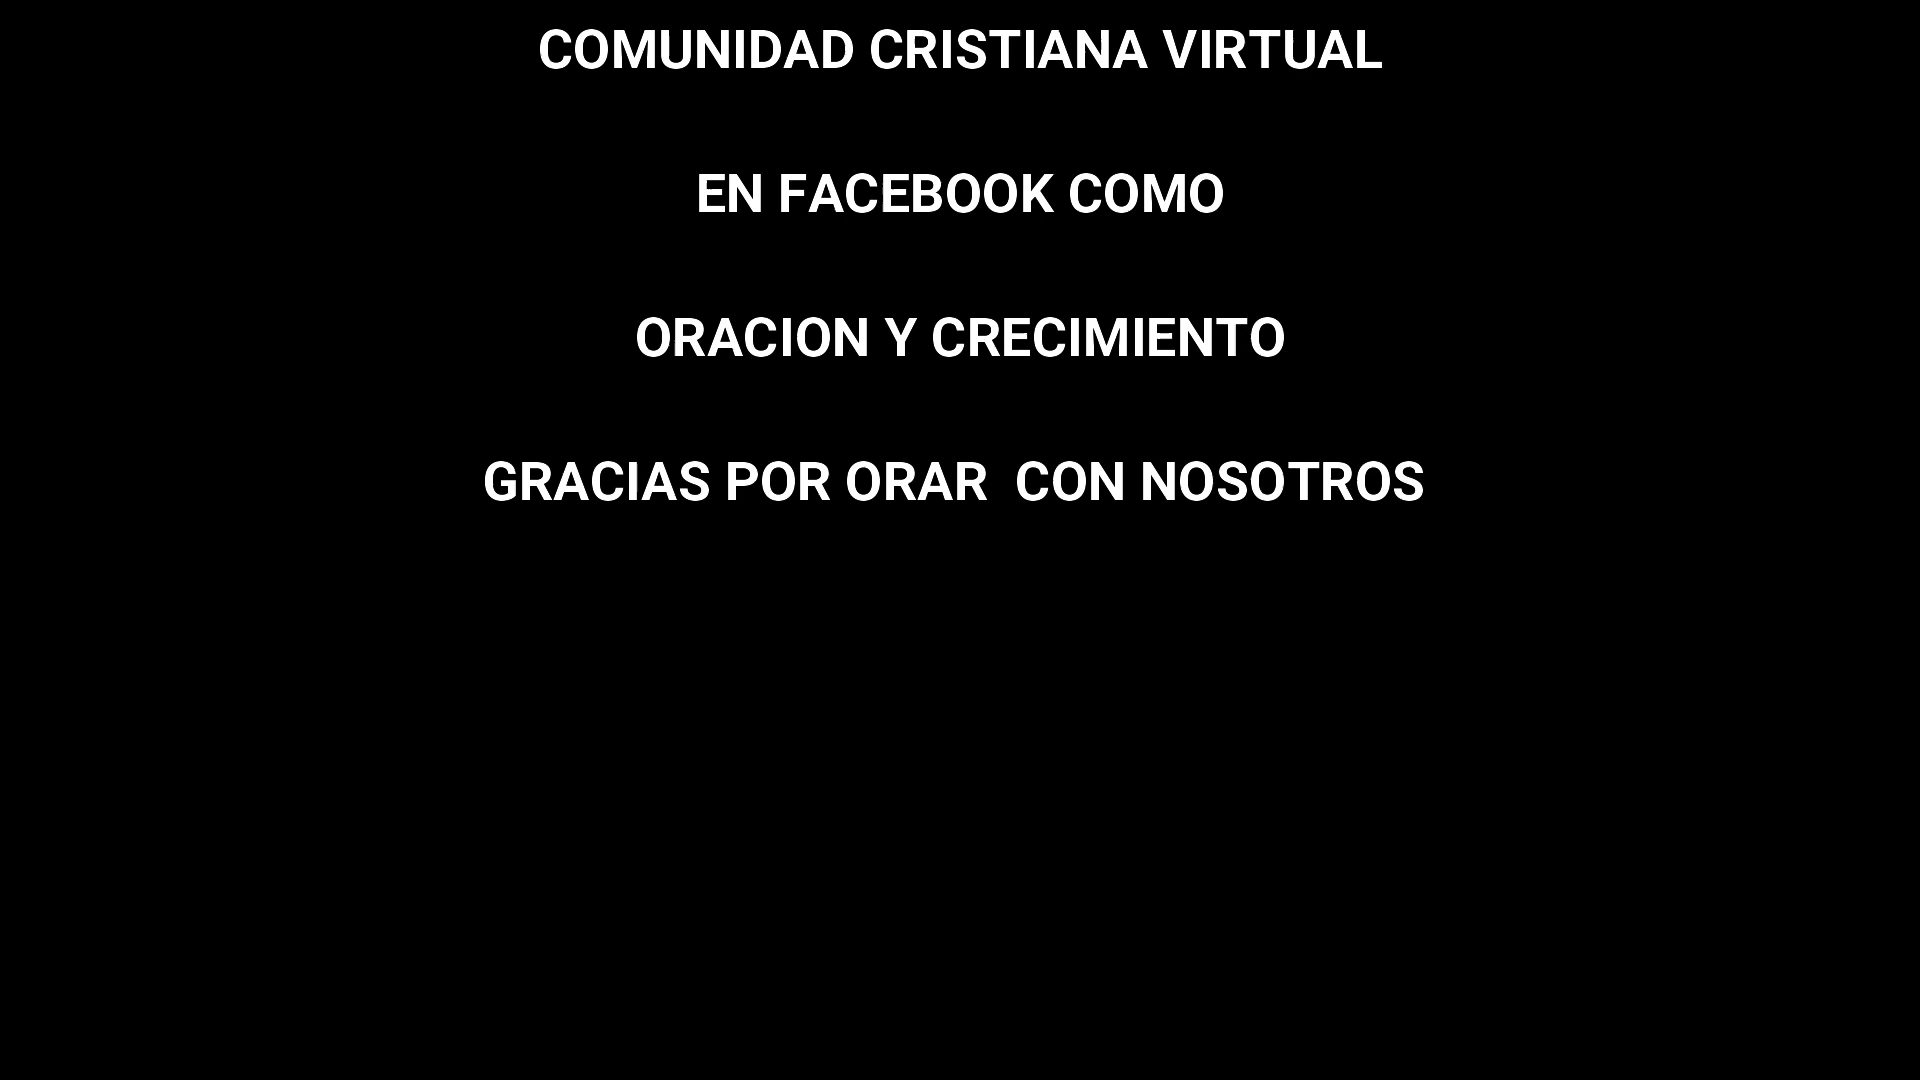 COMUNIDAD CRISTIANA VIRTUAL
EN FACEBOOK COMO
ORACION Y CRECIMIENTO
GRACIAS POR ORAR  CON NOSOTROS